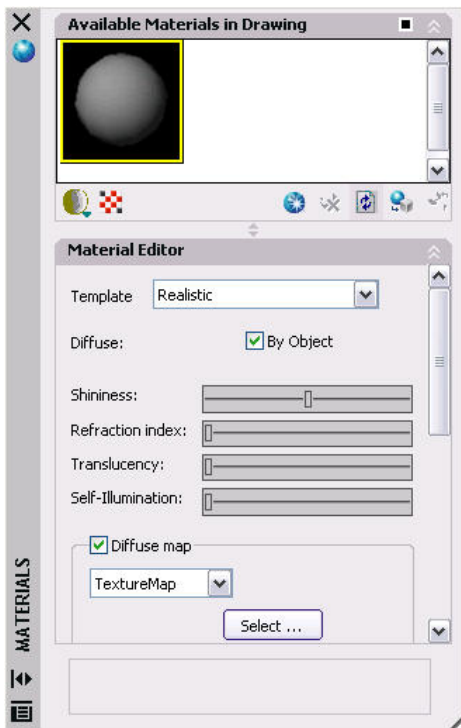 Available Materials in Drawing
Material Editor
Template Realistic
Diffuse: By Object
Shininess:
Refraction index:
Translucency:
Self-Illumination:
Diffuse map
TextureMap
Select ...
MATERIALS